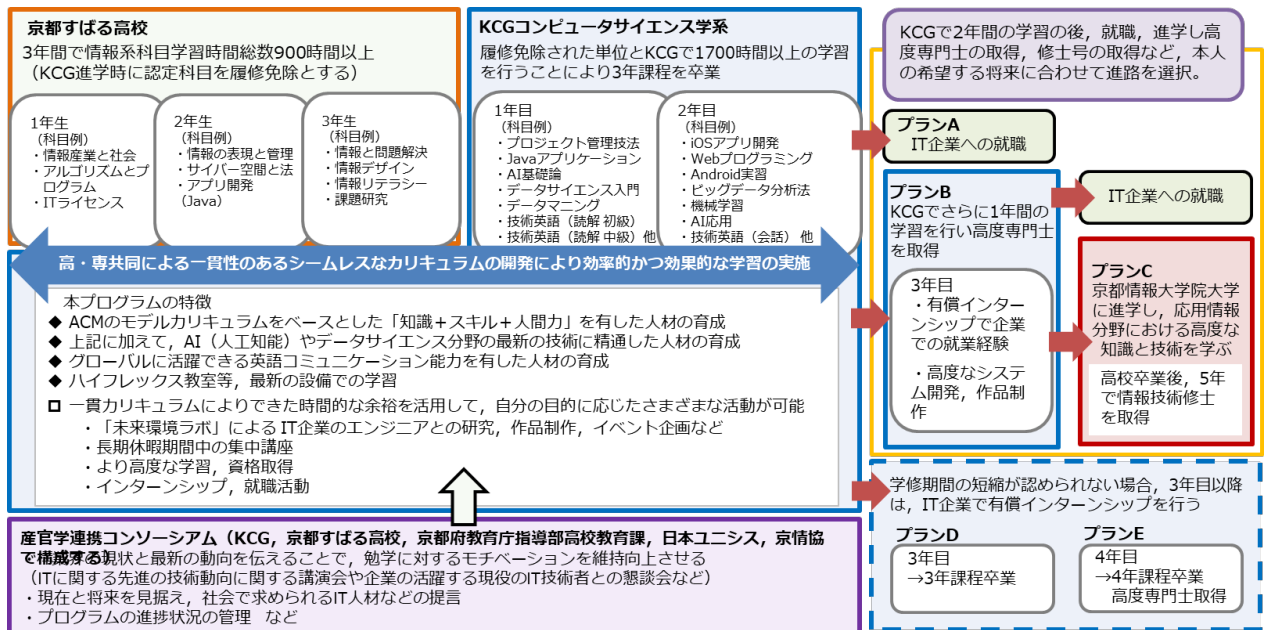 京都すばる高校
3年間で情報系科目学習時間総数900時間以上
（KCG進学時に認定科目を履修免除とする）
1年生
（科目例）
・情報産業と社会
・アルゴリズムとプ
ログラム
・ITライセンス
2年生
（科目例）
・情報の表現と管理
・サイバー空間と法
・アプリ開発
（Java）
3年生
（科目例）
・情報と問題解決
・情報デザイン
・情報リテラシー
・課題研究
KCGコンピュータサイエンス学系
履修免除された単位とKCGで1700時間以上の学習
を行うことにより3年課程を卒業
1年目
（科目例）
・プロジェクト管理技法
・Javaアプリケーション
・AI基礎論
・データサイエンス入門
・データマニング
・技術英語（読解 初級）
・技術英語（読解 中級）他
2年目
（科目例）
・iOSアプリ開発
・Webプログラミング
・Android実習
・ビッグデータ分析法
・機械学習
・AI応用
・技術英語（会話）他
高・専共同による一貫性のあるシームレスなカリキュラムの開発により効率的かつ効果的な学習の実施
本プログラムの特徴
◆ ACMのモデルカリキュラムをベースとした「知識＋スキル＋人間力」を有した人材の育成
◆ 上記に加えて，AI（人工知能）やデータサイエンス分野の最新の技術に精通した人材の育成
◆ グローバルに活躍できる英語コミュニケーション能力を有した人材の育成
◆ ハイフレックス教室等，最新の設備での学習
□ 一貫カリキュラムによりできた時間的な余裕を活用して，自分の目的に応じたさまざまな活動が可能
・「未来環境ラボ」による IT企業のエンジニアとの研究，作品制作，イベント企画など
・長期休暇期間中の集中講座
・より高度な学習，資格取得
・インターンシップ，就職活動
産官学連携コンソーシアム（KCG，京都すばる高校，京都府教育庁指導部高校教育課，日本ユニシス，京情協
で構成する）
現状と最新の動向を伝えることで，勉学に対するモチベーションを維持向上させる
（ITに関する先進の技術動向に関する講演会や企業の活躍する現役のIT技術者との懇談会など）
・現在と将来を見据え，社会で求められるIT人材などの提言
・プログラムの進捗状況の管理 など
KCGで2年間の学習の後，就職，進学し高
度専門士の取得，修士号の取得など，本人
の希望する将来に合わせて進路を選択。
プランA
IT企業への就職
プランB
KCGでさらに1年間の
学習を行い高度専門士
を取得
3年目
・有償インター
ンシップで企業
での就業経験
・高度なシステ
ム開発，作品制
作
IT企業への就職
プランC
京都情報大学院大学
に進学し，応用情報
分野における高度な
知識と技術を学ぶ
高校卒業後，5年
で情報技術修士
を取得
学修期間の短縮が認められない場合，3年目以降
は，IT企業で有償インターンシップを行う
プランD
3年目
→3年課程卒業
プランE
4年目
→4年課程卒業
高度専門士取得